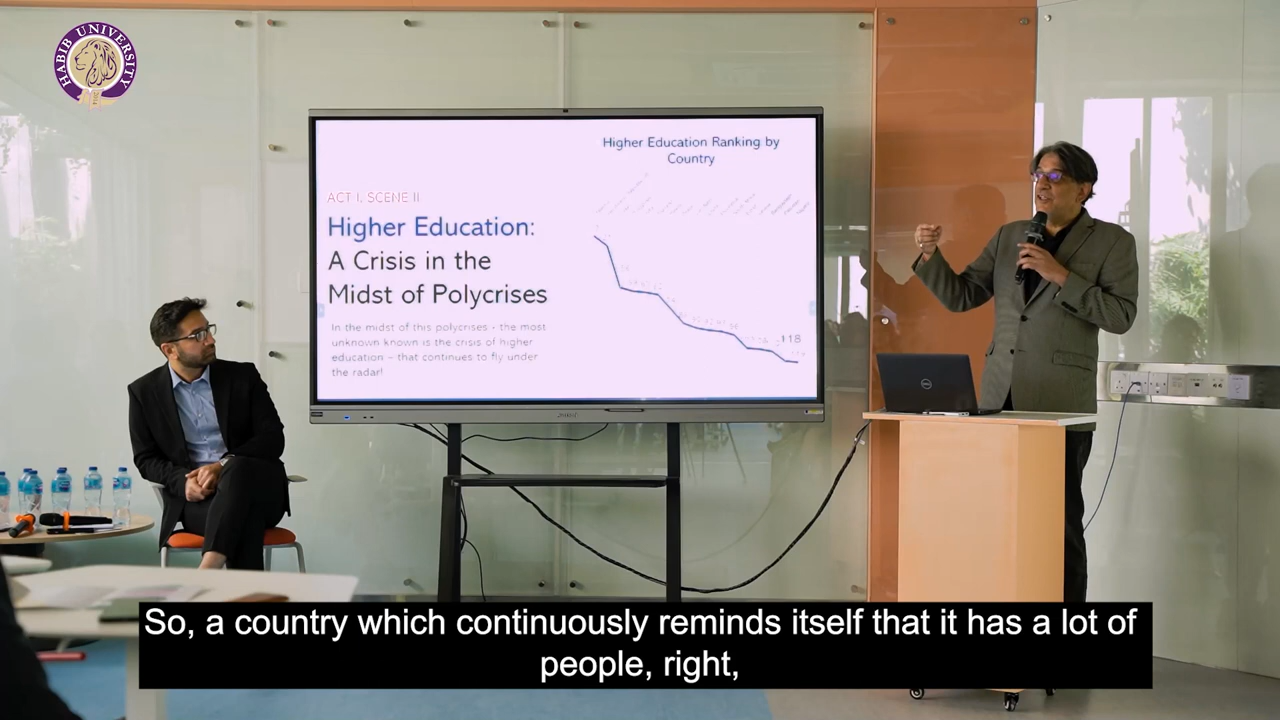 HABIB UNIVERSITY
Higher Education Ranking by
Country
ACT I, SCENE II
Higher Education:
A Crisis in the
Midst of Polycrises
In the midst of this polycrises - the most
unknown known is the crisis of higher
education – that continues to fly under
the radar!
118
DELL
So, a country which continuously reminds itself that it has a lot of
people, right,